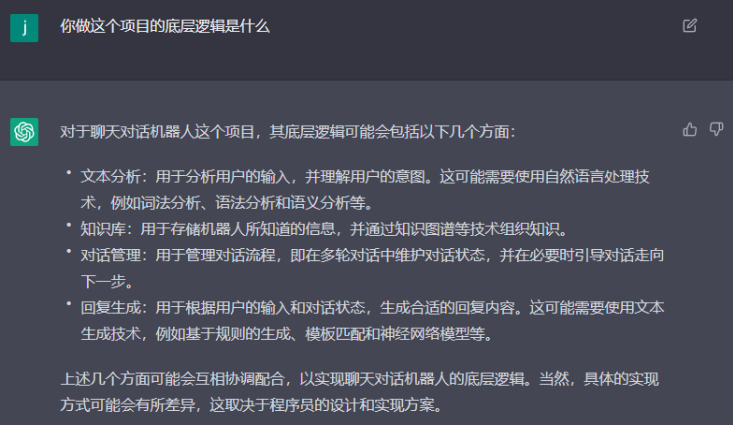 j
你做这个项目的底层逻辑是什么
对于聊天对话机器人这个项目，其底层逻辑可能会包括以下几个方面：
• 文本分析：用于分析用户的输入，并理解用户的意图。这可能需要使用自然语言处理技
术，例如词法分析、语法分析和语义分析等。
• 知识库：用于存储机器人所知道的信息，并通过知识图谱等技术组织知识。
• 对话管理：用于管理对话流程，即在多轮对话中维护对话状态，并在必要时引导对话走向
下一步。
• 回复生成：用于根据用户的输入和对话状态，生成合适的回复内容。这可能需要使用文本
生成技术，例如基于规则的生成、模板匹配和神经网络模型等。
上述几个方面可能会互相协调配合，以实现聊天对话机器人的底层逻辑。当然，具体的实现
方式可能会有所差异，这取决于程序员的设计和实现方案。